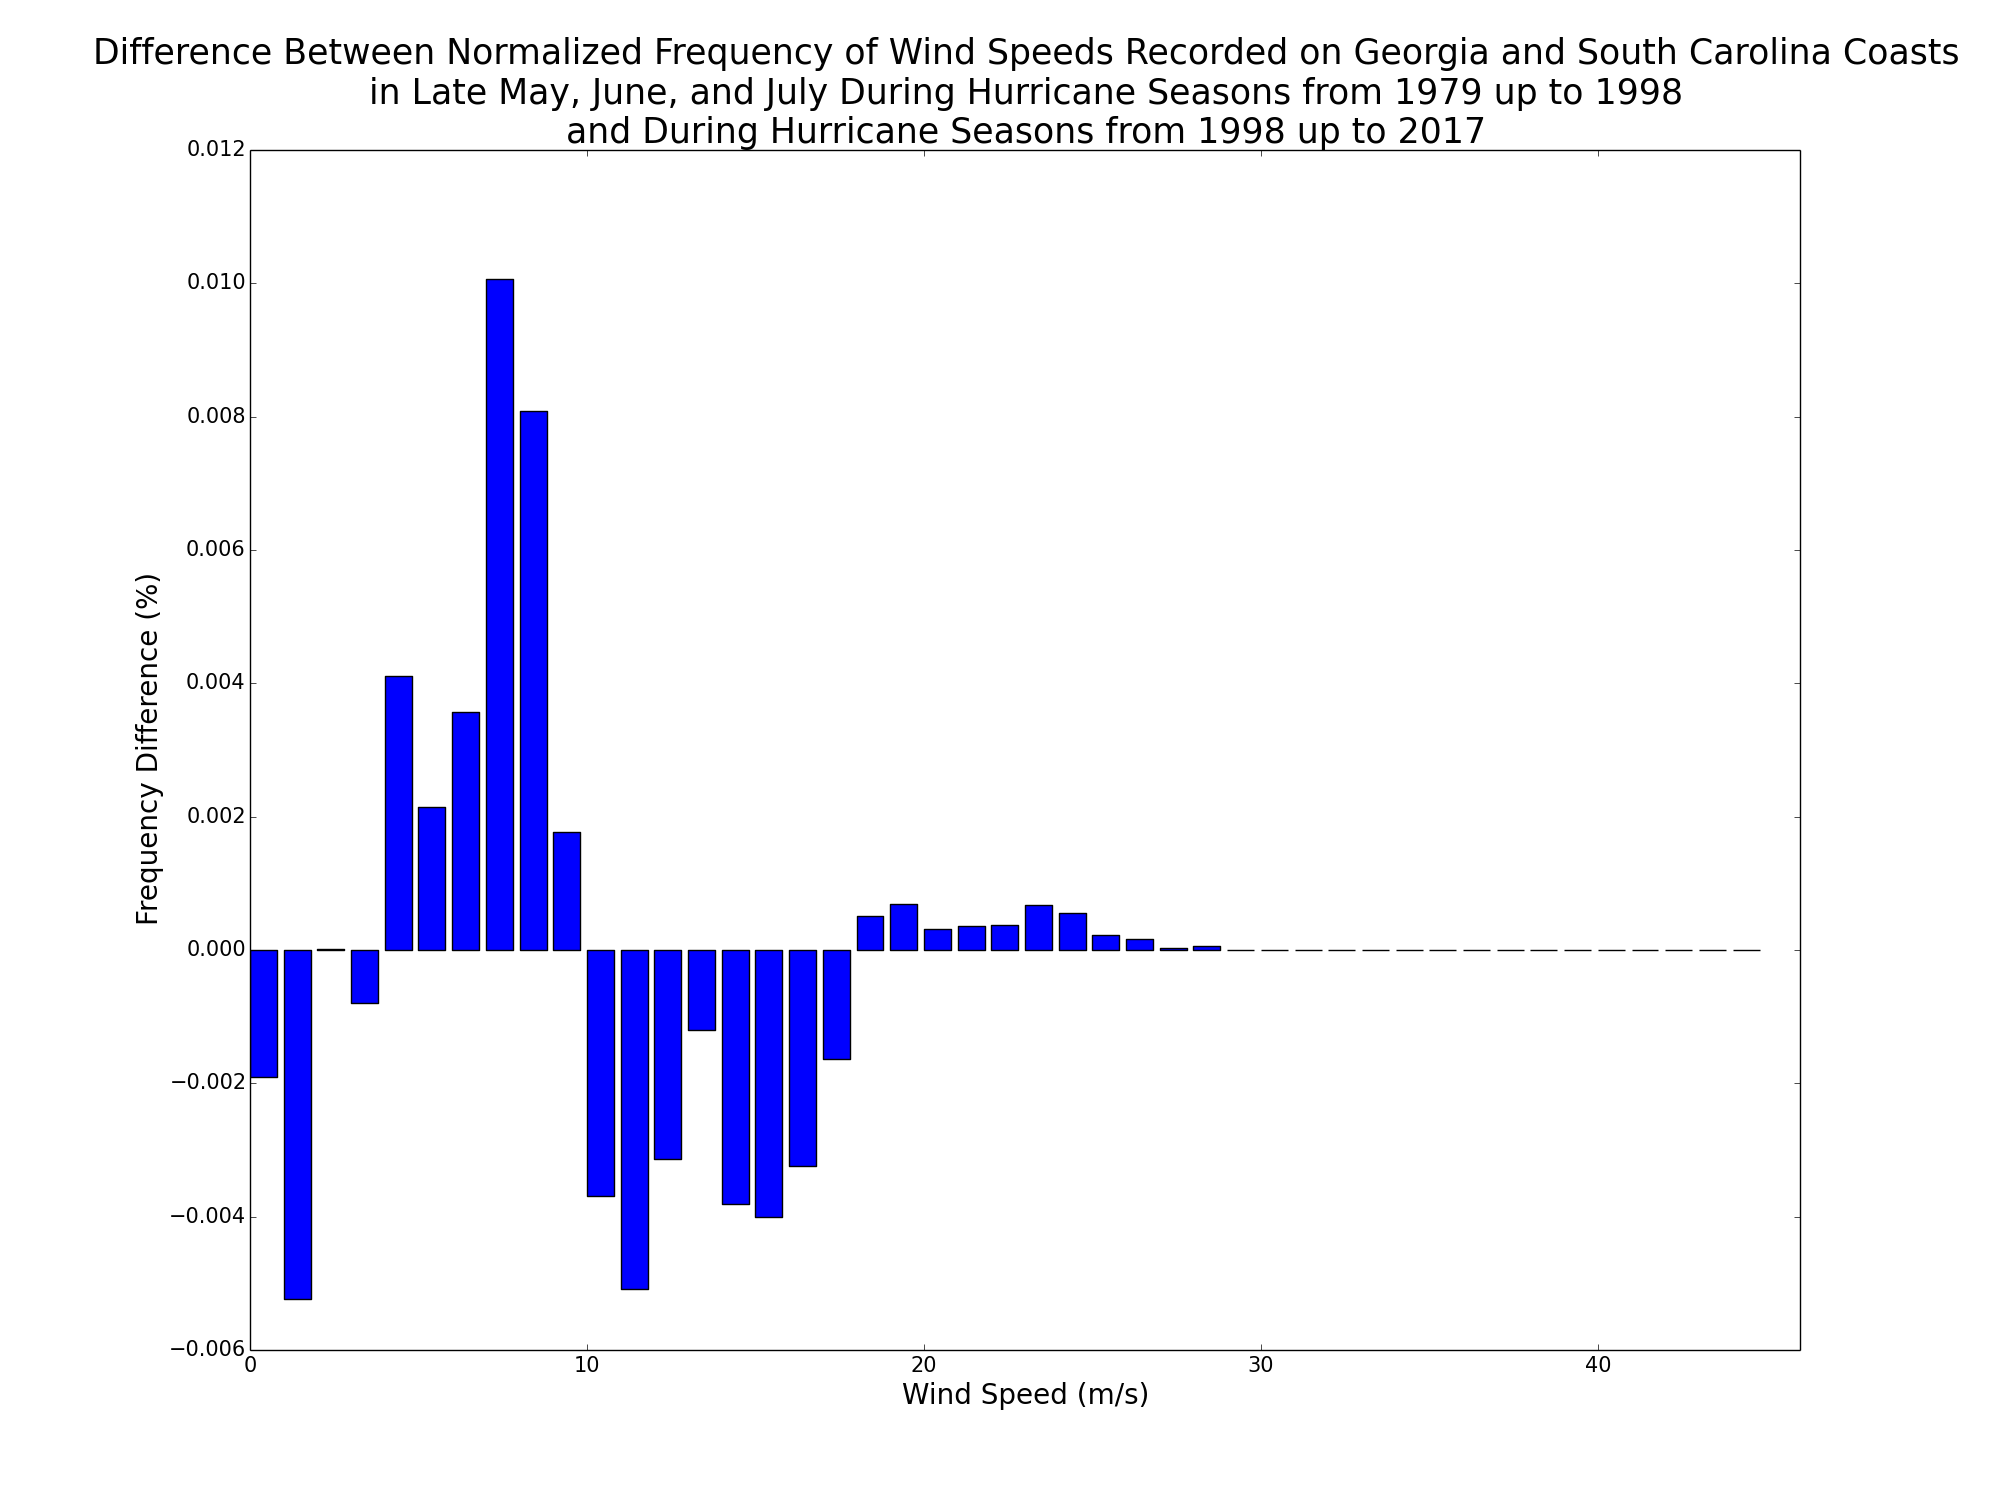 Difference Between Normalized Frequency of Wind Speeds Recorded on Georgia and South Carolina Coasts
in Late May, June, and July During Hurricane Seasons from 1979 up to 1998
and During Hurricane Seasons from 1998 up to 2017
0.012
0.010
0.008
0.006
0.004
0.002
0.000
−0.002
−0.004
−0.006
Frequency Difference (%)
0 10 20 30 40
Wind Speed (m/s)